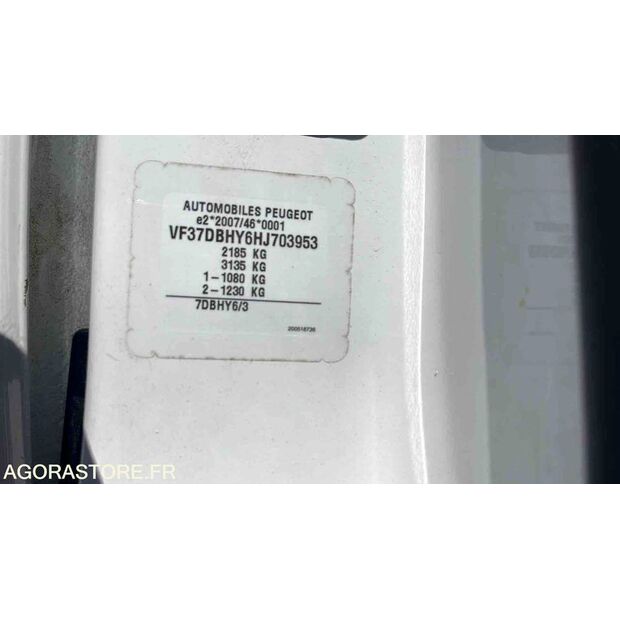 AUTOMOBILES PEUGEOT
e2*2007/46*0001
VF37DBHY6HJ703953
2185 KG
3135 KG
1-1080 KG
2-1230 KG
7DBHY6/3
200518736
AGORASTORE.FR